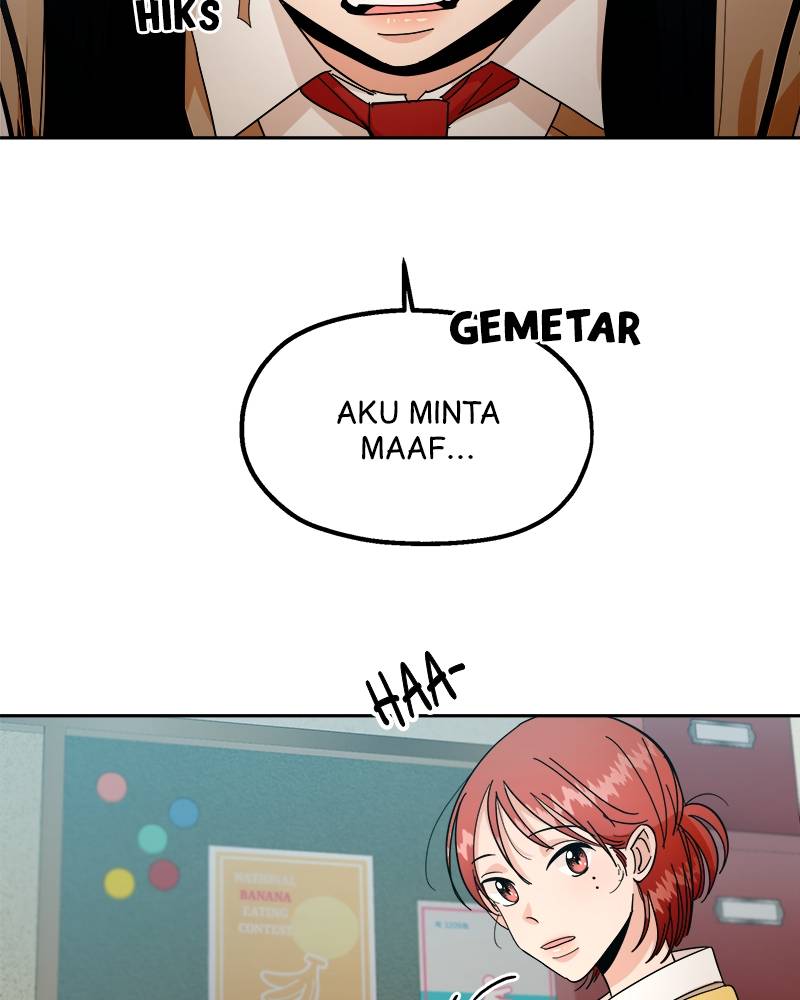 HIKS
GEMETAR
AKU MINTA
MAAF...
HAA-
NATIONAL
BANANA
EATING
CONTEST